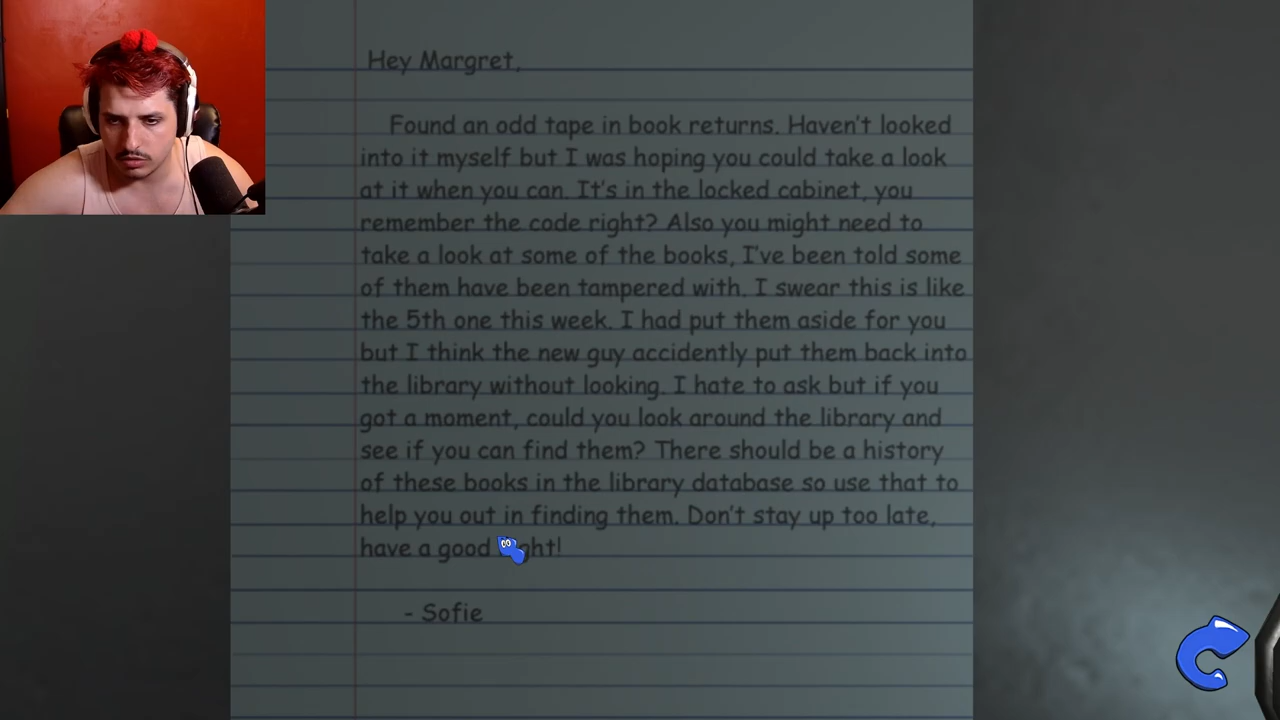 Hey Margret,
Found an odd tape in book returns. Haven't looked
into it myself but I was hoping you could take a look
at it when you can. It's in the locked cabinet, you
remember the code right? Also you might need to
take a look at some of the books, I've been told some
of them have been tampered with. I swear this is like
the 5th one this week. I had put them aside for you
but I think the new guy accidently put them back into
the library without looking. I hate to ask but if you
got a moment, could you look around the library and
see if you can find them? There should be a history
of these books in the library database so use that to
help you out in finding them. Don't stay up too late,
have a good
- Sofie